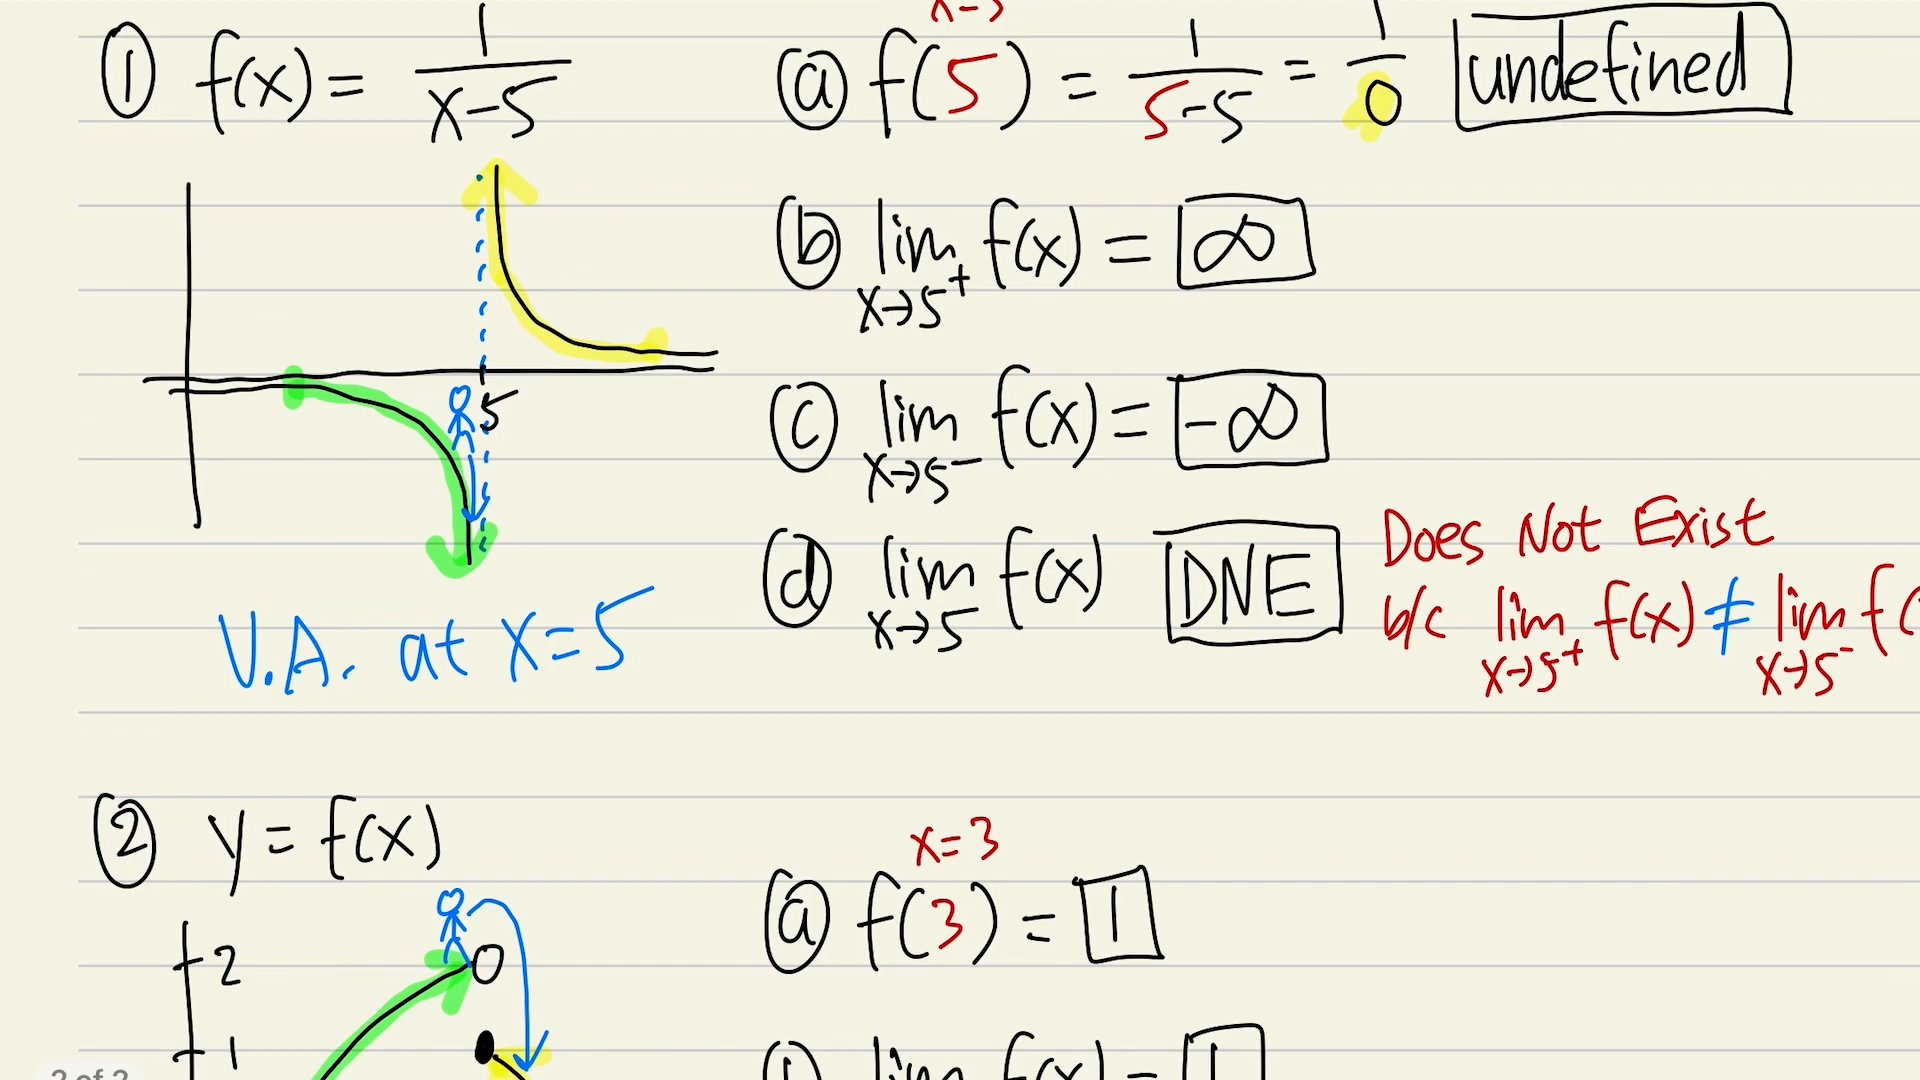 ① f(x) = 1/(x-5)
ⓐ f(5) = 1/(5-5) = 1/0 undefined
ⓑ lim x→5⁺ f(x) = ∞
5
ⓒ lim x→5⁻ f(x) = -∞
ⓓ lim x→5 f(x) DNE
Does Not Exist
b/c lim x→5⁺ f(x) ≠ lim x→5⁻ f(
V.A. at x=5
② y = f(x)
x=3
ⓐ f(3) = 1
2
1